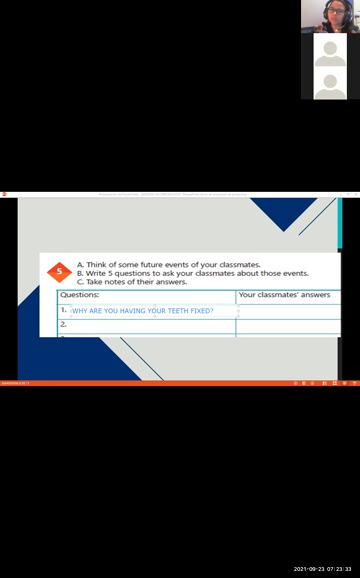 5
A. Think of some future events of your classmates.
B. Write 5 questions to ask your classmates about those events.
C. Take notes of their answers.
Questions:
Your classmates' answers
1. WHY ARE YOU HAVING YOUR TEETH FIXED?
2.
2021-09-23 07:23:33